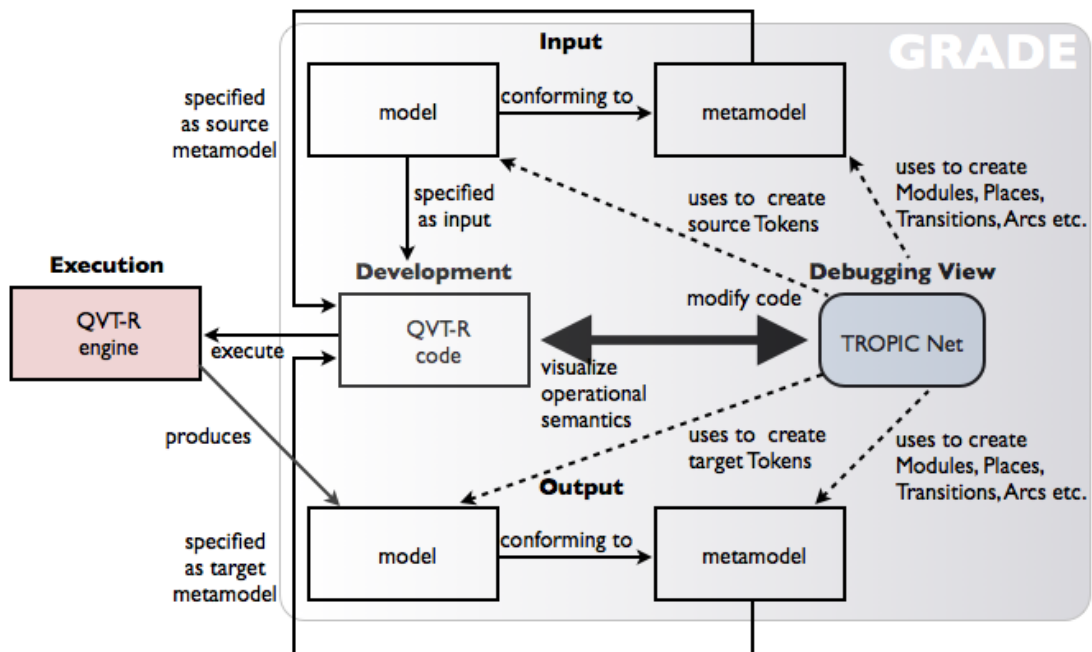 Input
GRADE
specified
as source
metamodel
model
conforming to
metamodel
specified
as input
uses to create
source Tokens
uses to create
Modules, Places,
Transitions, Arcs etc.
Execution
Development
Debugging View
QVT-R
engine
execute
QVT-R
code
modify code
TROPIC Net
visualize
operational
semantics
produces
uses to create
target Tokens
uses to create
Modules, Places,
Transitions, Arcs etc.
Output
specified
as target
metamodel
model
conforming to
metamodel